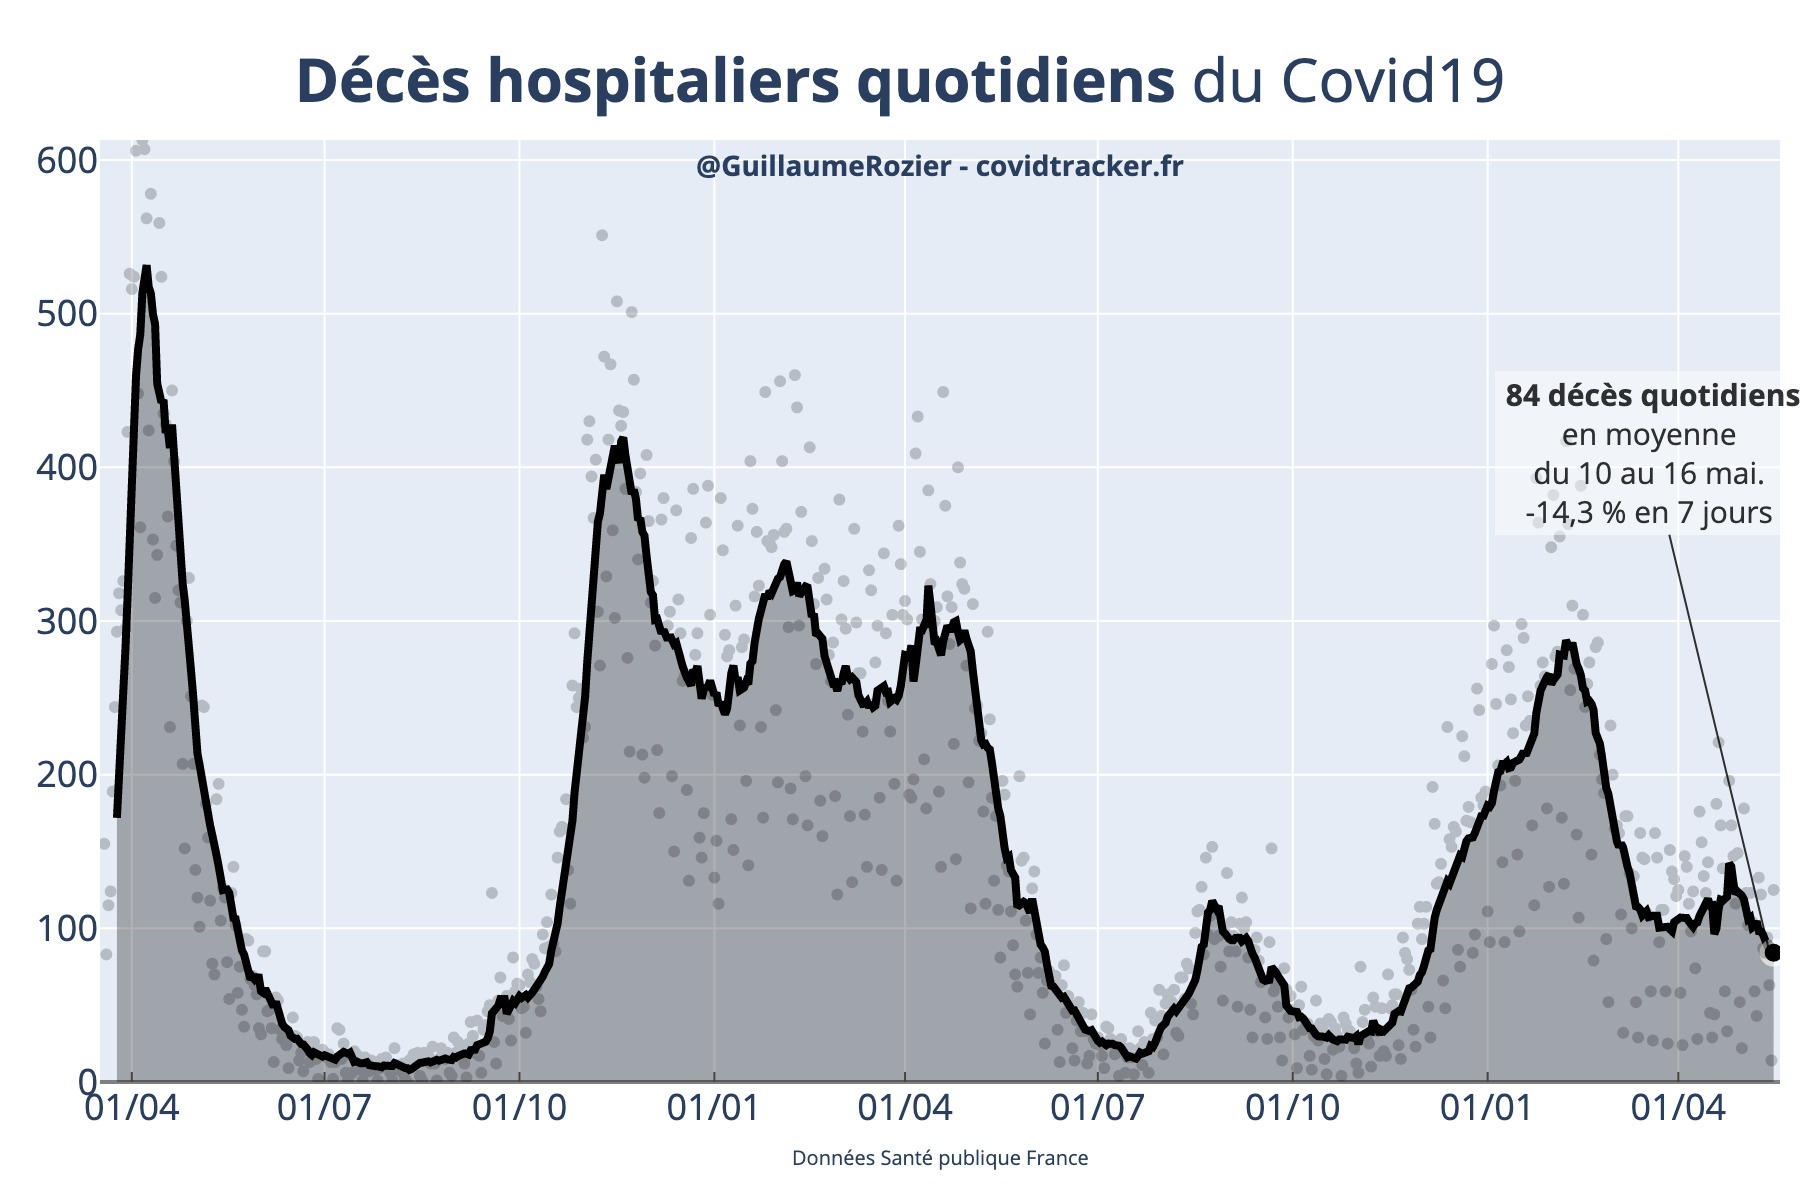 Décès hospitaliers quotidiens du Covid19
@GuillaumeRozier - covidtracker.fr
600
500
400
300
200
100
0
84 décès quotidiens
en moyenne
du 10 au 16 mai.
-14,3 % en 7 jours
01/04 01/07 01/10 01/01 01/04 01/07 01/10 01/01 01/04
Données Santé publique France